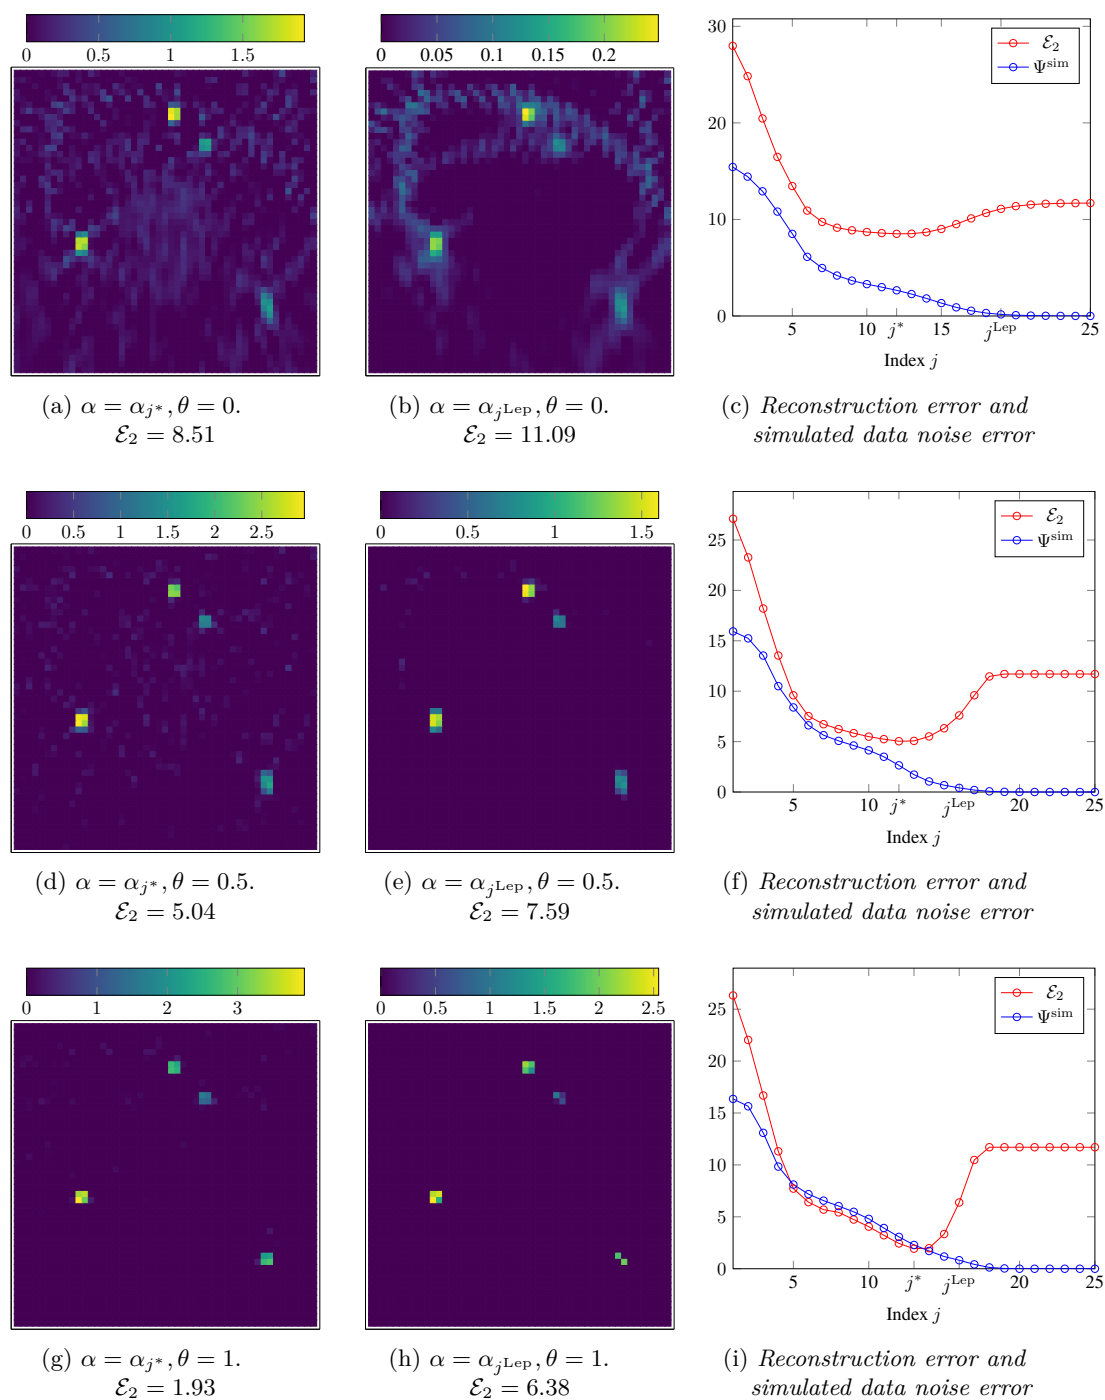 0 0.5 1 1.5
0 0.05 0.1 0.15 0.2
(a) α = α_{j*}, θ = 0.
ℰ₂ = 8.51
(b) α = α_{j^Lep}, θ = 0.
ℰ₂ = 11.09
30
20
10
0
5 10 j* 15 j^Lep 25
Index j
ℰ₂
Ψ^sim
(c) Reconstruction error and
simulated data noise error
0 0.5 1 1.5 2 2.5
0 0.5 1 1.5
(d) α = α_{j*}, θ = 0.5.
ℰ₂ = 5.04
(e) α = α_{j^Lep}, θ = 0.5.
ℰ₂ = 7.59
25
20
15
10
5
0
5 10 j* j^Lep 20 25
Index j
ℰ₂
Ψ^sim
(f) Reconstruction error and
simulated data noise error
0 1 2 3
0 0.5 1 1.5 2 2.5
(g) α = α_{j*}, θ = 1.
ℰ₂ = 1.93
(h) α = α_{j^Lep}, θ = 1.
ℰ₂ = 6.38
25
20
15
10
5
0
5 10 j* j^Lep 20 25
Index j
ℰ₂
Ψ^sim
(i) Reconstruction error and
simulated data noise error